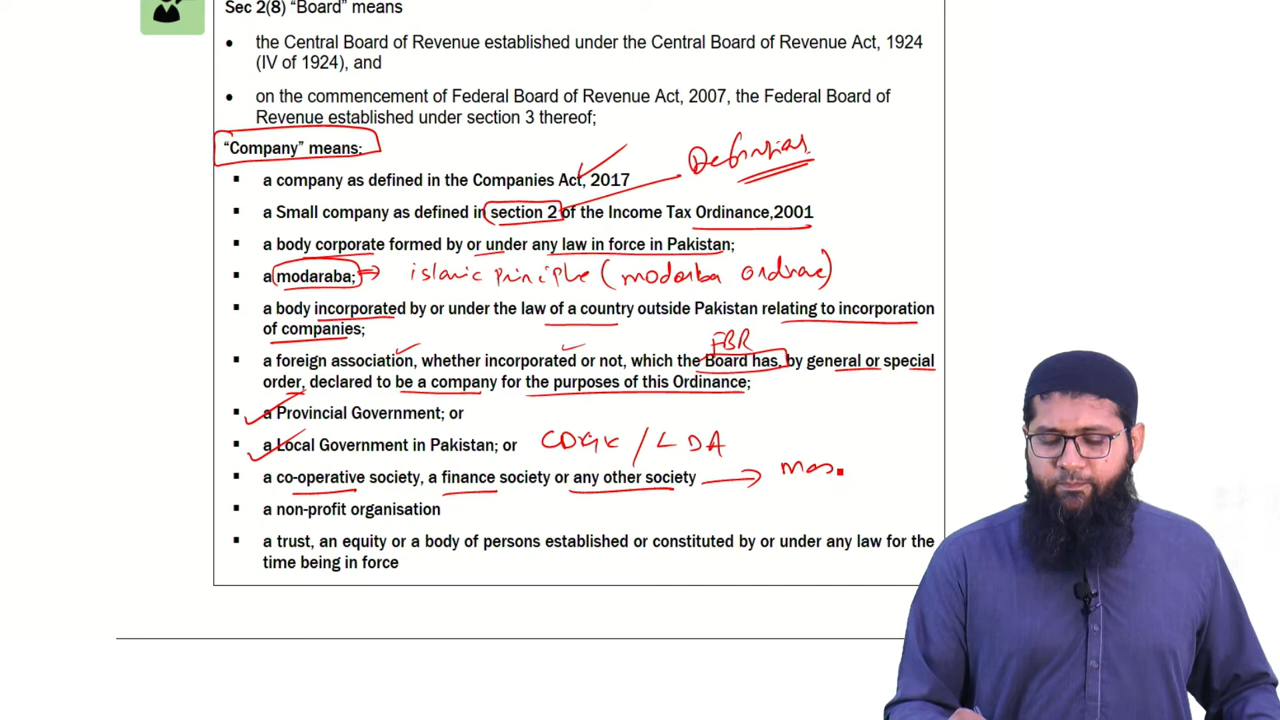 Sec 2(8) “Board” means
• the Central Board of Revenue established under the Central Board of Revenue Act, 1924
(IV of 1924), and
• on the commencement of Federal Board of Revenue Act, 2007, the Federal Board of
Revenue established under section 3 thereof;
“Company” means:
Definitions
▪ a company as defined in the Companies Act, 2017
▪ a Small company as defined in section 2 of the Income Tax Ordinance,2001
▪ a body corporate formed by or under any law in force in Pakistan;
▪ a modaraba; islamic principle (modarba
▪ a body incorporated by or under the law of a country outside Pakistan relating to incorporation
of companies;
FBR
▪ a foreign association, whether incorporated or not, which the Board has, by general or special
order, declared to be a company for the purposes of this Ordinance;
▪ a Provincial Government; or
▪ a Local Government in Pakistan; or / LDA
▪ a co-operative society, a finance society or any other society mas
▪ a non-profit organisation
▪ a trust, an equity or a body of persons established or constituted by or under any law for the
time being in force